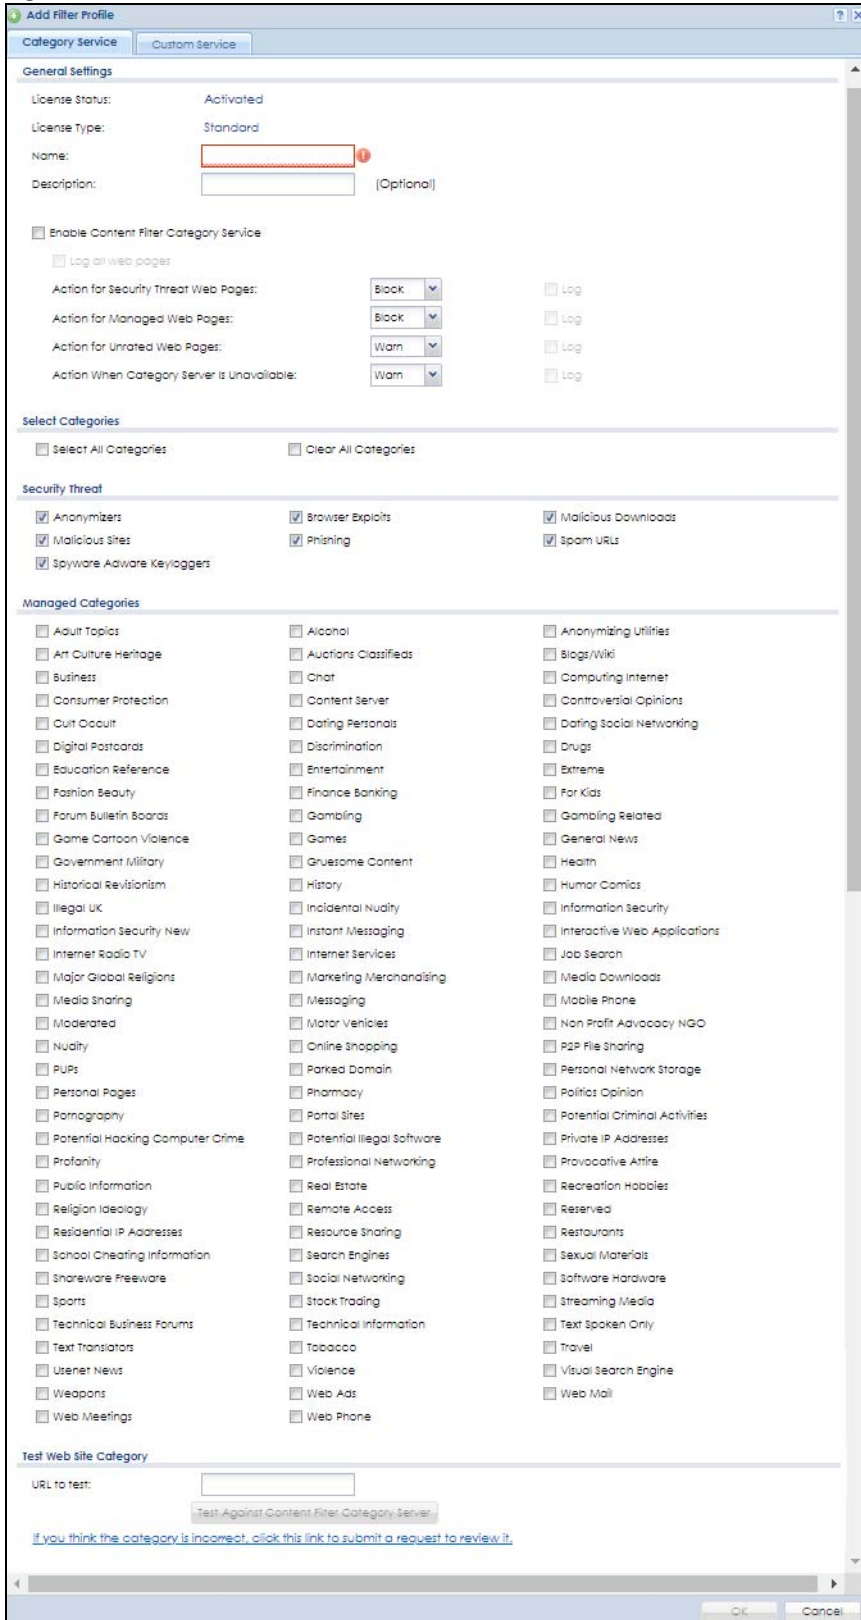 Add Filter Profile
Category Service Custom Service
General Settings
License Status: Activated
License Type: Standard
Name:
Description: (Optional)
Enable Content Filter Category Service
Log all web pages
Action for Security Threat Web Pages: Block Log
Action for Managed Web Pages: Block Log
Action for Unrated Web Pages: Warn Log
Action When Category Server Is Unavailable: Warn Log
Select Categories
Select All Categories Clear All Categories
Security Threat
Anonymizers Browser Exploits Malicious Downloads
Malicious Sites Phishing Spam URLs
Spyware Adware Keyloggers
Managed Categories
Adult Topics Alcohol Anonymizing Utilities
Art Culture Heritage Auctions Classifieds Blogs/Wiki
Business Chat Computing Internet
Consumer Protection Content Server Controversial Opinions
Cult Occult Dating Personals Dating Social Networking
Digital Postcards Discrimination Drugs
Education Reference Entertainment Extreme
Fashion Beauty Finance Banking For Kids
Forum Bulletin Boards Gambling Gambling Related
Game Cartoon Violence Games General News
Government Military Gruesome Content Health
Historical Revisionism History Humor Comics
Illegal UK Incidental Nudity Information Security
Information Security New Instant Messaging Interactive Web Applications
Internet Radio TV Internet Services Job Search
Major Global Religions Marketing Merchandising Media Downloads
Media Sharing Messaging Mobile Phone
Moderated Motor Vehicles Non Profit Advocacy NGO
Nudity Online Shopping P2P File Sharing
PUPs Parked Domain Personal Network Storage
Personal Pages Pharmacy Politics Opinion
Pornography Portal Sites Potential Criminal Activities
Potential Hacking Computer Crime Potential Illegal Software Private IP Addresses
Profanity Professional Networking Provocative Attire
Public Information Real Estate Recreation Hobbies
Religion Ideology Remote Access Reserved
Residential IP Addresses Resource Sharing Restaurants
School Cheating Information Search Engines Sexual Materials
Shareware Freeware Social Networking Software Hardware
Sports Stock Trading Streaming Media
Technical Business Forums Technical Information Text Spoken Only
Text Translators Tobacco Travel
Usenet News Violence Visual Search Engine
Weapons Web Ads Web Mail
Web Meetings Web Phone
Test Web Site Category
URL to test:
Test Against Content Filter Category Server
If you think the category is incorrect, click this link to submit a request to review it.
OK Cancel